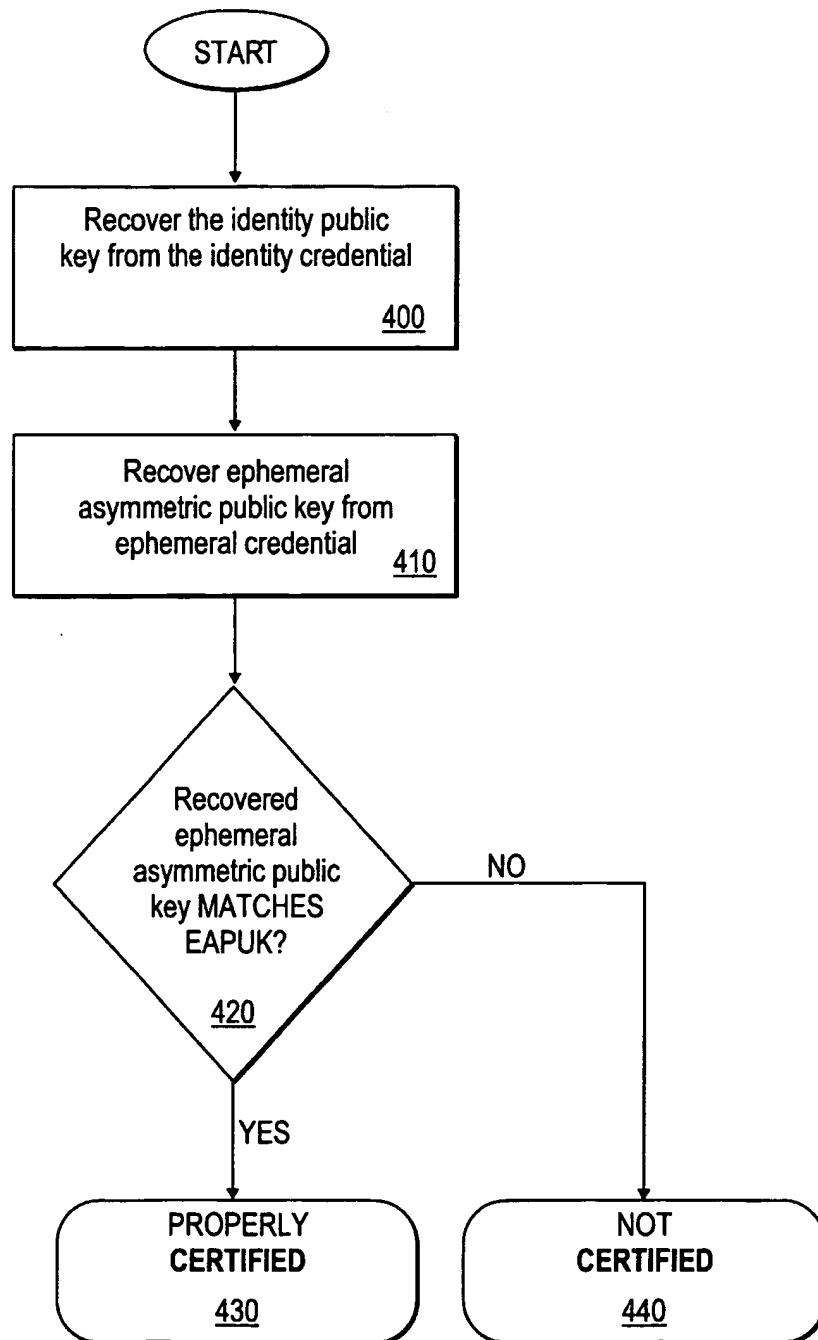 START
Recover the identity public
key from the identity credential
400
Recover ephemeral
asymmetric public key from
ephemeral credential
410
Recovered
ephemeral
asymmetric public
key MATCHES
EAPUK?
420
NO
YES
PROPERLY
CERTIFIED
430
NOT
CERTIFIED
440